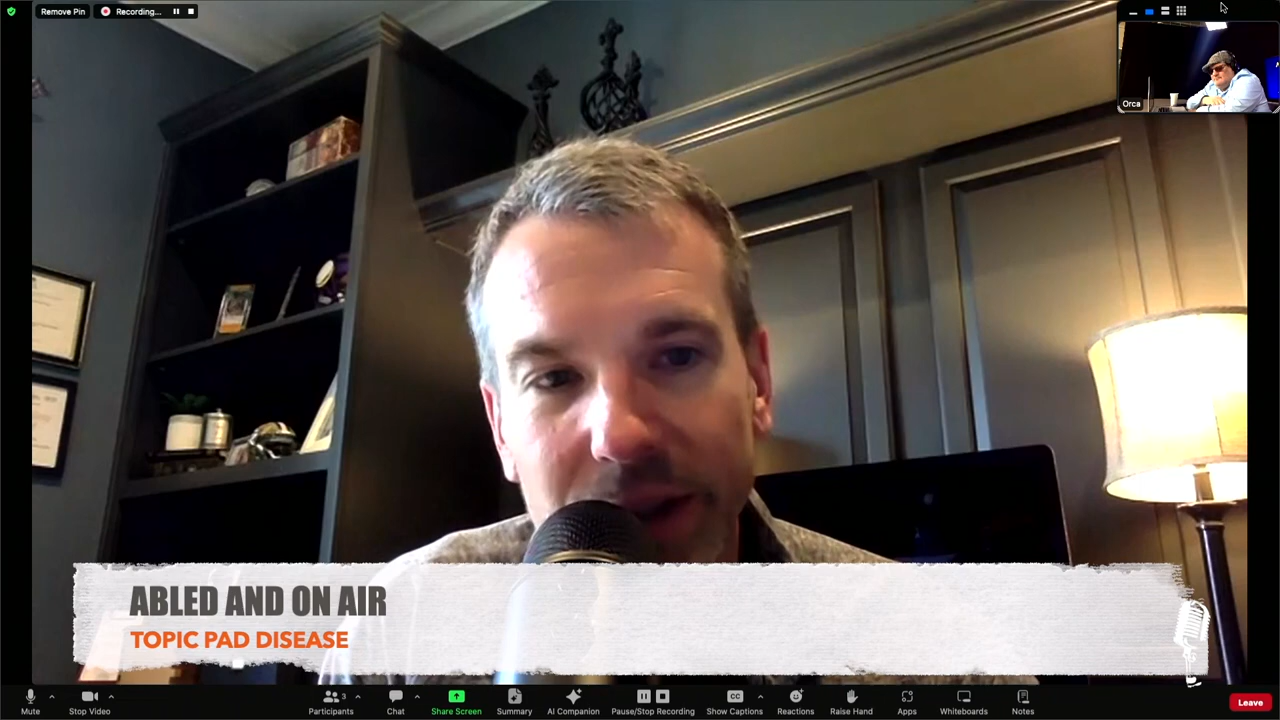 Remove Pin
Recording...
Orca
ABLED AND ON AIR
TOPIC PAD DISEASE
Mute
Stop Video
Participants
3
Chat
Share Screen
Summary
AI Companion
Pause/Stop Recording
CC
Show Captions
Reactions
Raise Hand
Apps
Whiteboards
Notes
Leave